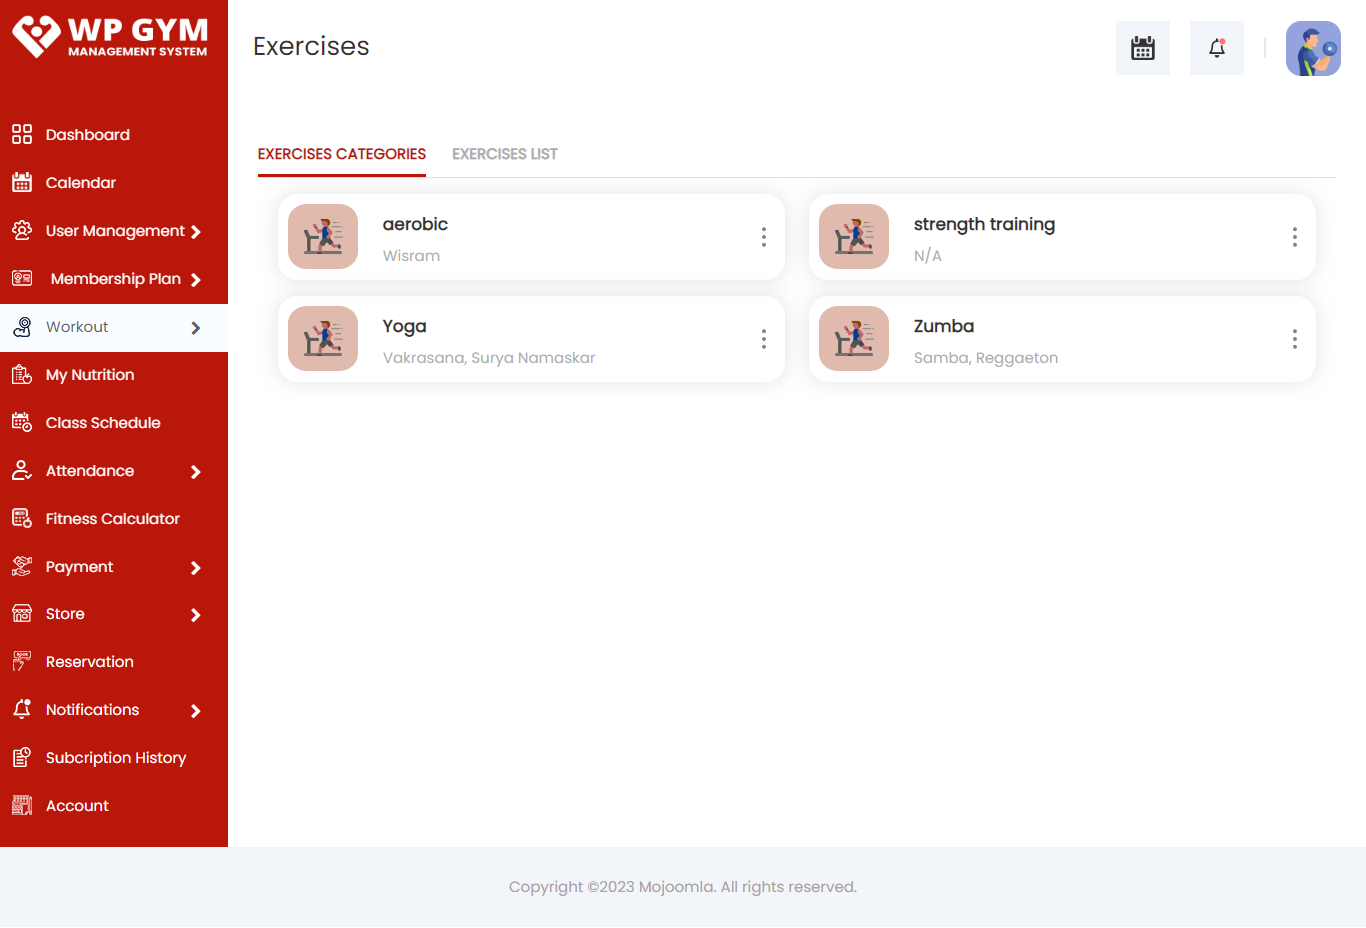 WP GYM
MANAGEMENT SYSTEM
Exercises
Dashboard
Calendar
User Management
Membership Plan
Workout
My Nutrition
Class Schedule
Attendance
Fitness Calculator
Payment
Store
Reservation
Notifications
Subcription History
Account
EXERCISES CATEGORIES
EXERCISES LIST
aerobic
Wisram
strength training
N/A
Yoga
Vakrasana, Surya Namaskar
Zumba
Samba, Reggaeton
Copyright ©2023 Mojoomla. All rights reserved.